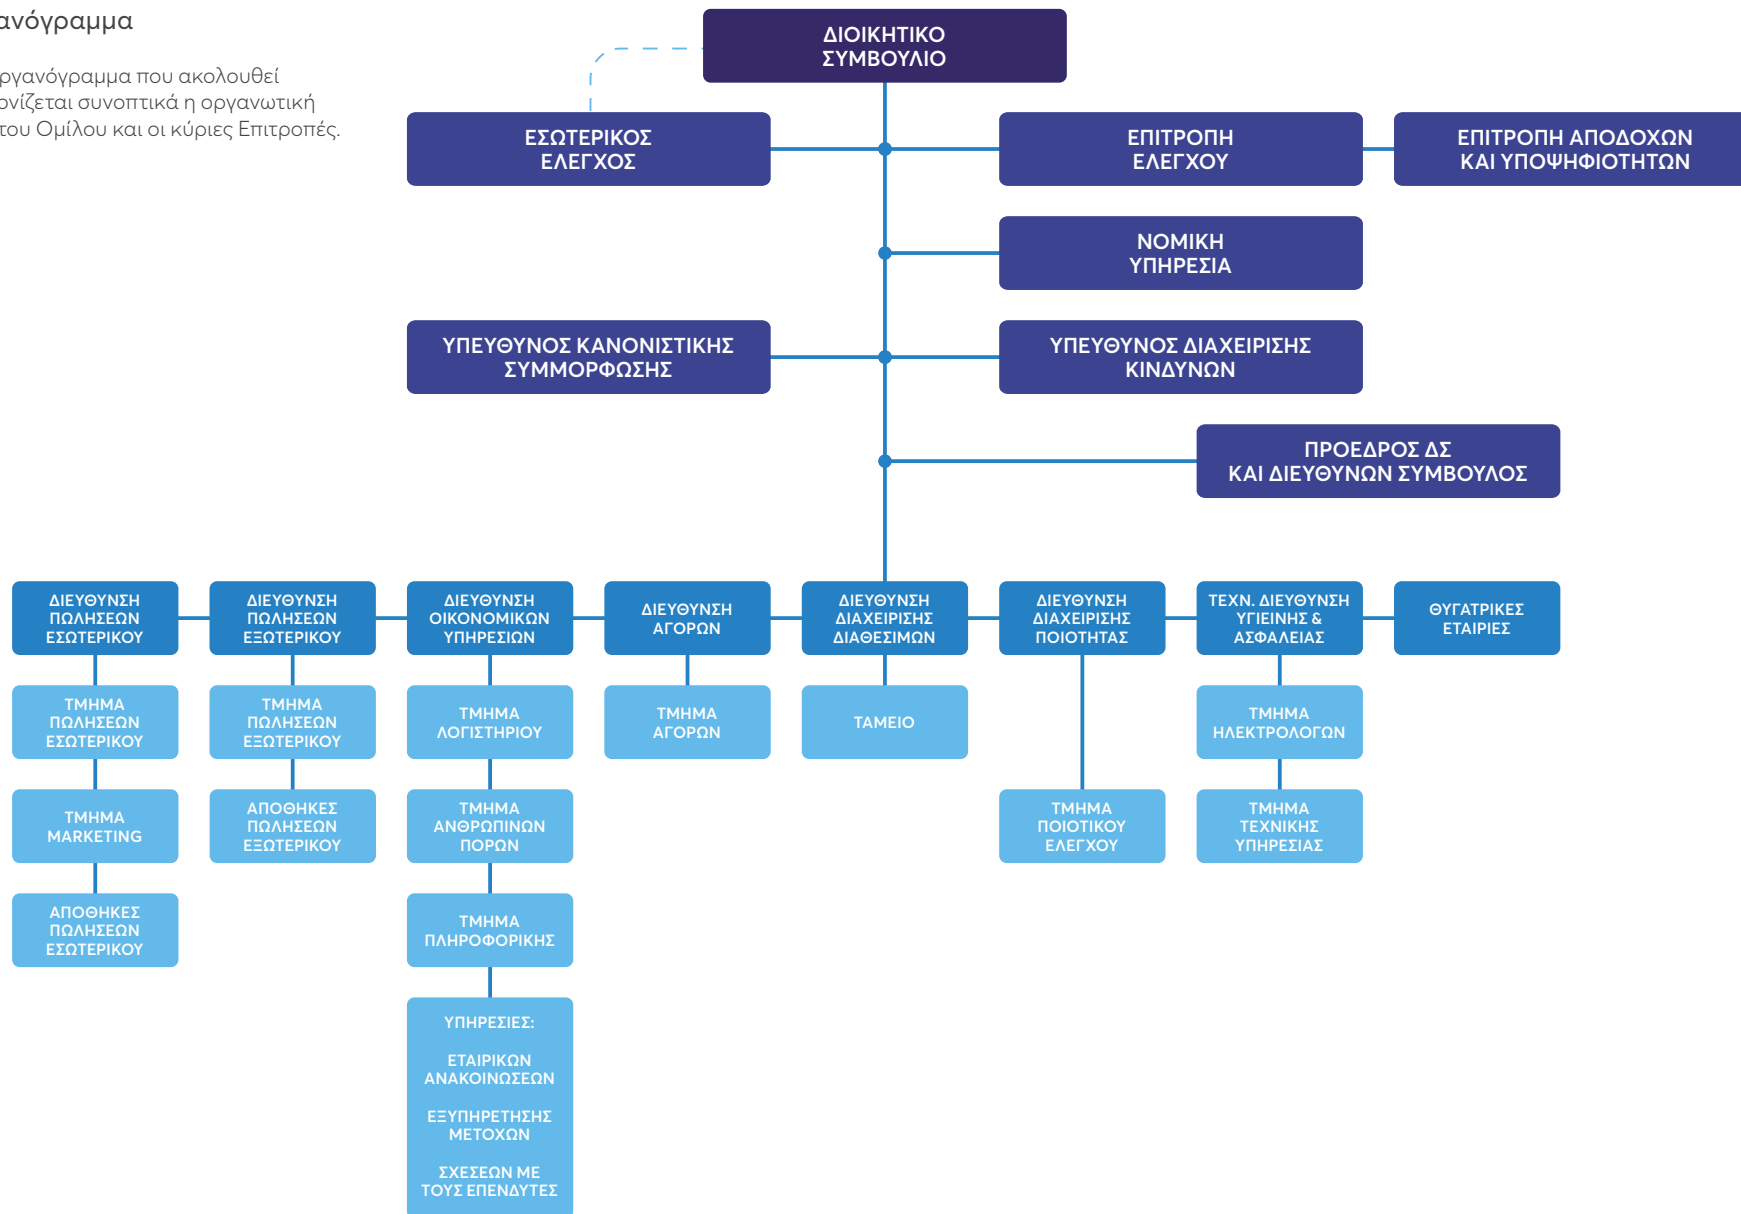 ανόγραμμα
ργανόγραμμα που ακολουθεί
ονίζεται συνοπτικά η οργανωτική
του Ομίλου και οι κύριες Επιτροπές.
ΔΙΟΙΚΗΤΙΚΟ
ΣΥΜΒΟΥΛΙΟ
ΕΣΩΤΕΡΙΚΟΣ
ΕΛΕΓΧΟΣ
ΕΠΙΤΡΟΠΗ
ΕΛΕΓΧΟΥ
ΕΠΙΤΡΟΠΗ ΑΠΟΔΟΧΩΝ
ΚΑΙ ΥΠΟΨΗΦΙΟΤΗΤΩΝ
ΝΟΜΙΚΗ
ΥΠΗΡΕΣΙΑ
ΥΠΕΥΘΥΝΟΣ ΚΑΝΟΝΙΣΤΙΚΗΣ
ΣΥΜΜΟΡΦΩΣΗΣ
ΥΠΕΥΘΥΝΟΣ ΔΙΑΧΕΙΡΙΣΗΣ
ΚΙΝΔΥΝΩΝ
ΠΡΟΕΔΡΟΣ ΔΣ
ΚΑΙ ΔΙΕΥΘΥΝΩΝ ΣΥΜΒΟΥΛΟΣ
ΔΙΕΥΘΥΝΣΗ
ΠΩΛΗΣΕΩΝ
ΕΣΩΤΕΡΙΚΟΥ
ΔΙΕΥΘΥΝΣΗ
ΠΩΛΗΣΕΩΝ
ΕΞΩΤΕΡΙΚΟΥ
ΔΙΕΥΘΥΝΣΗ
ΟΙΚΟΝΟΜΙΚΩΝ
ΥΠΗΡΕΣΙΩΝ
ΔΙΕΥΘΥΝΣΗ
ΑΓΟΡΩΝ
ΔΙΕΥΘΥΝΣΗ
ΔΙΑΧΕΙΡΙΣΗΣ
ΔΙΑΘΕΣΙΜΩΝ
ΔΙΕΥΘΥΝΣΗ
ΔΙΑΧΕΙΡΙΣΗΣ
ΠΟΙΟΤΗΤΑΣ
ΤΕΧΝ. ΔΙΕΥΘΥΝΣΗ
ΥΓΙΕΙΝΗΣ &
ΑΣΦΑΛΕΙΑΣ
ΘΥΓΑΤΡΙΚΕΣ
ΕΤΑΙΡΙΕΣ
ΤΜΗΜΑ
ΠΩΛΗΣΕΩΝ
ΕΣΩΤΕΡΙΚΟΥ
ΤΜΗΜΑ
ΠΩΛΗΣΕΩΝ
ΕΞΩΤΕΡΙΚΟΥ
ΤΜΗΜΑ
ΛΟΓΙΣΤΗΡΙΟΥ
ΤΜΗΜΑ
ΑΓΟΡΩΝ
ΤΑΜΕΙΟ
ΤΜΗΜΑ
ΗΛΕΚΤΡΟΛΟΓΩΝ
ΤΜΗΜΑ
MARKETING
ΑΠΟΘΗΚΕΣ
ΠΩΛΗΣΕΩΝ
ΕΞΩΤΕΡΙΚΟΥ
ΤΜΗΜΑ
ΑΝΘΡΩΠΙΝΩΝ
ΠΟΡΩΝ
ΤΜΗΜΑ
ΠΟΙΟΤΙΚΟΥ
ΕΛΕΓΧΟΥ
ΤΜΗΜΑ
ΤΕΧΝΙΚΗΣ
ΥΠΗΡΕΣΙΑΣ
ΑΠΟΘΗΚΕΣ
ΠΩΛΗΣΕΩΝ
ΕΣΩΤΕΡΙΚΟΥ
ΤΜΗΜΑ
ΠΛΗΡΟΦΟΡΙΚΗΣ
ΥΠΗΡΕΣΙΕΣ:
ΕΤΑΙΡΙΚΩΝ
ΑΝΑΚΟΙΝΩΣΕΩΝ
ΕΞΥΠΗΡΕΤΗΣΗΣ
ΜΕΤΟΧΩΝ
ΣΧΕΣΕΩΝ ΜΕ
ΤΟΥΣ ΕΠΕΝΔΥΤΕΣ